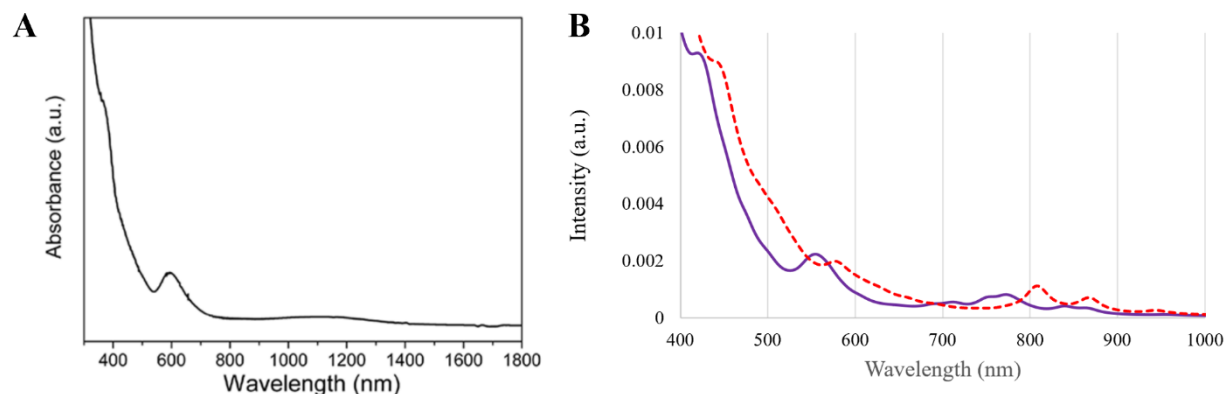 A
Absorbance (a.u.)
400 600 800 1000 1200 1400 1600 1800
Wavelength (nm)
B
Intensity (a.u.)
0.01
0.008
0.006
0.004
0.002
0
400 500 600 700 800 900 1000
Wavelength (nm)